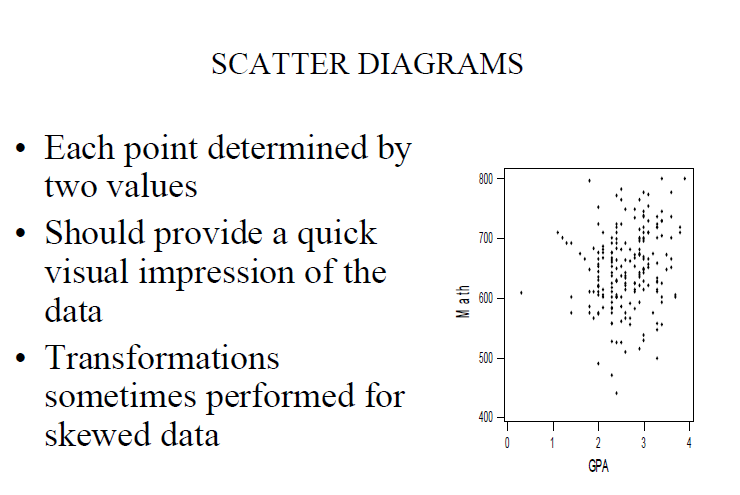 SCATTER DIAGRAMS
• Each point determined by
two values
• Should provide a quick
visual impression of the
data
• Transformations
sometimes performed for
skewed data
800
700
600
500
400
Math
0 1 2 3 4
GPA